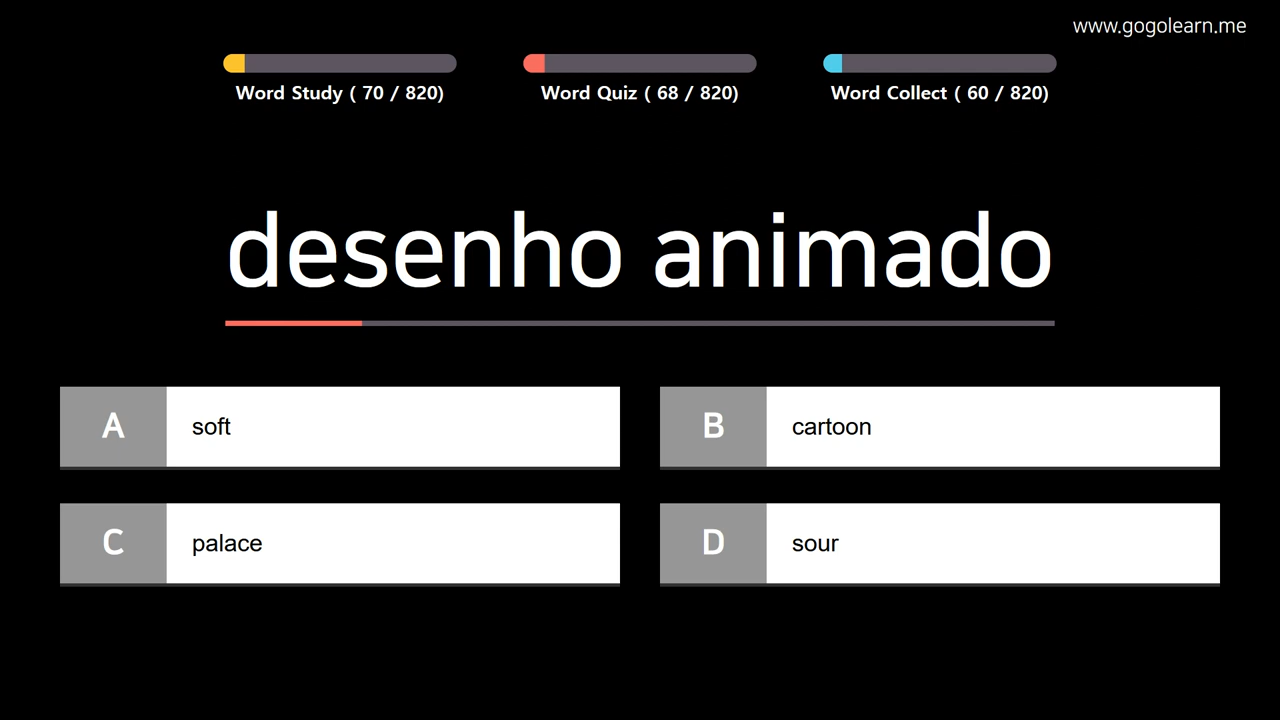 www.gogolearn.me
Word Study ( 70 / 820)
Word Quiz ( 68 / 820)
Word Collect ( 60 / 820)
desenho animado
A soft
B cartoon
C palace
D sour